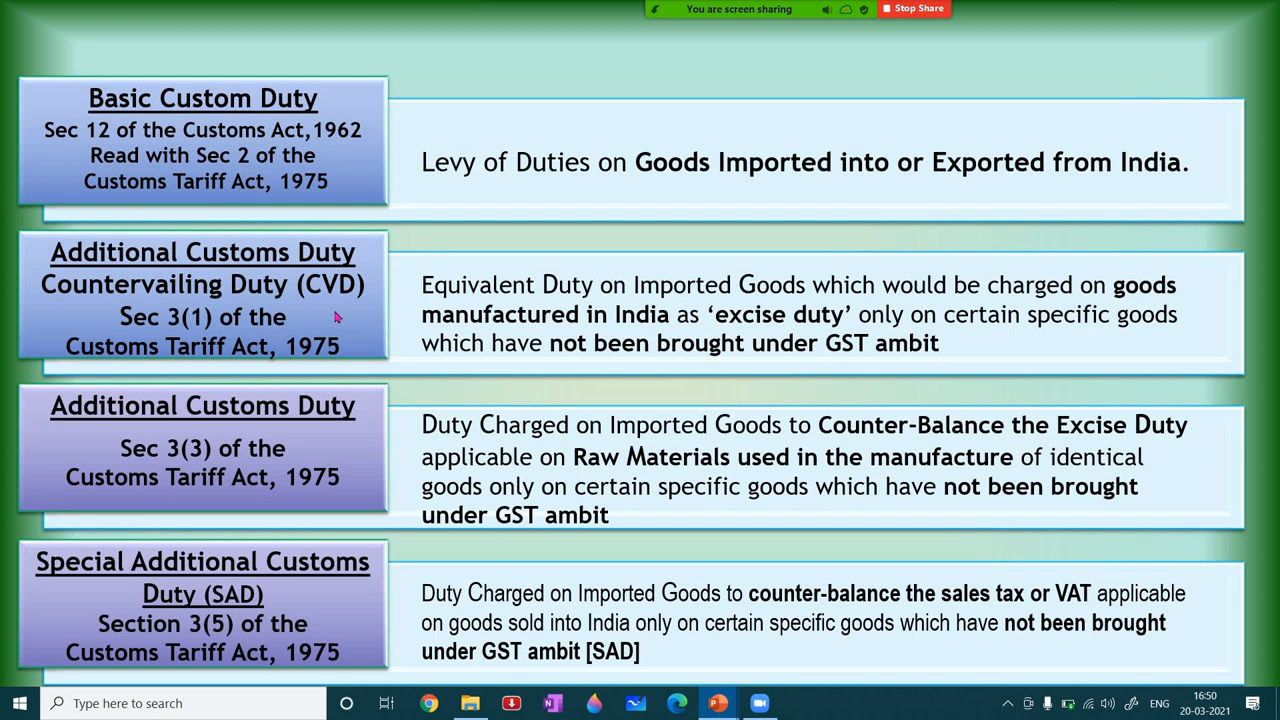 You are screen sharing
Stop Share
Basic Custom Duty
Sec 12 of the Customs Act,1962
Read with Sec 2 of the
Customs Tariff Act, 1975
Levy of Duties on Goods Imported into or Exported from India.
Additional Customs Duty
Countervailing Duty (CVD)
Sec 3(1) of the
Customs Tariff Act, 1975
Equivalent Duty on Imported Goods which would be charged on goods
manufactured in India as ‘excise duty’ only on certain specific goods
which have not been brought under GST ambit
Additional Customs Duty
Sec 3(3) of the
Customs Tariff Act, 1975
Duty Charged on Imported Goods to Counter-Balance the Excise Duty
applicable on Raw Materials used in the manufacture of identical
goods only on certain specific goods which have not been brought
under GST ambit
Special Additional Customs
Duty (SAD)
Section 3(5) of the
Customs Tariff Act, 1975
Duty Charged on Imported Goods to counter-balance the sales tax or VAT applicable
on goods sold into India only on certain specific goods which have not been brought
under GST ambit [SAD]
Type here to search
ENG
16:50
20-03-2021